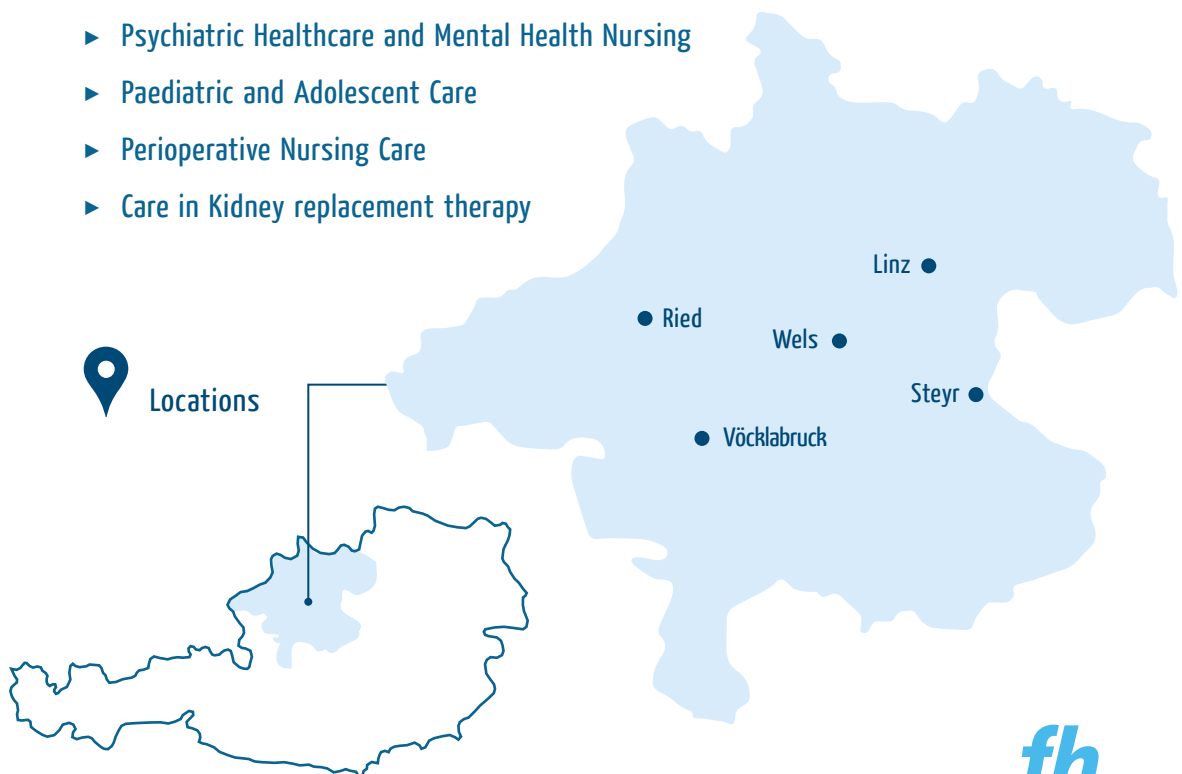 ► Psychiatric Healthcare and Mental Health Nursing
► Paediatric and Adolescent Care
► Perioperative Nursing Care
► Care in Kidney replacement therapy
Linz
Ried
Wels
Steyr
Locations
Vöcklabruck
fh